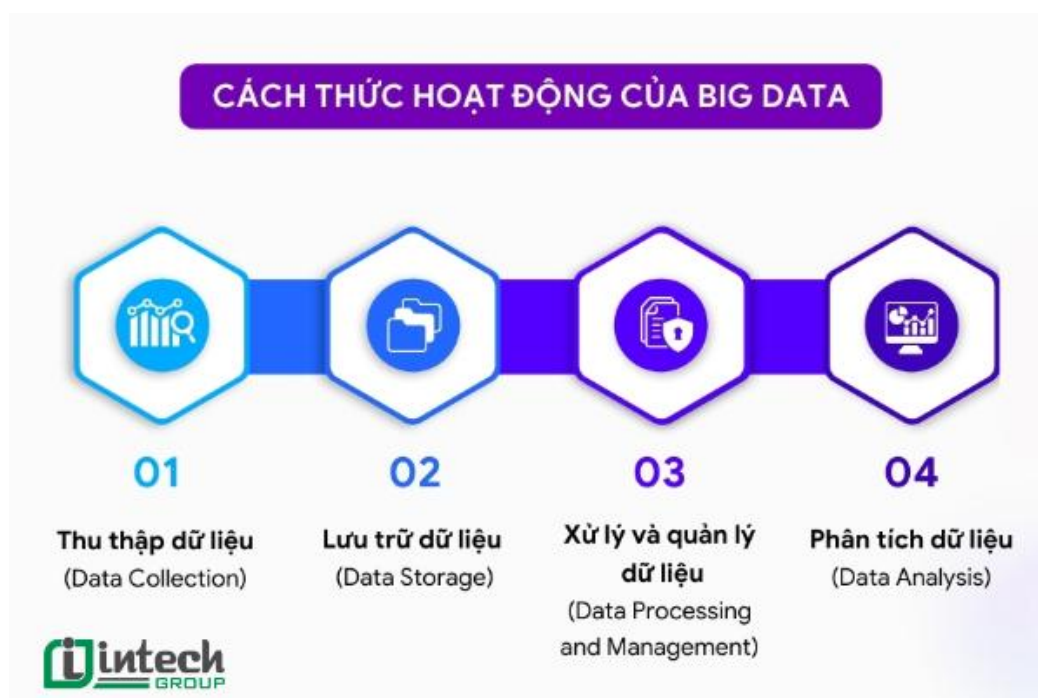 CÁCH THỨC HOẠT ĐỘNG CỦA BIG DATA
01
Thu thập dữ liệu
(Data Collection)
02
Lưu trữ dữ liệu
(Data Storage)
03
Xử lý và quản lý
dữ liệu
(Data Processing
and Management)
04
Phân tích dữ liệu
(Data Analysis)
intech
GROUP